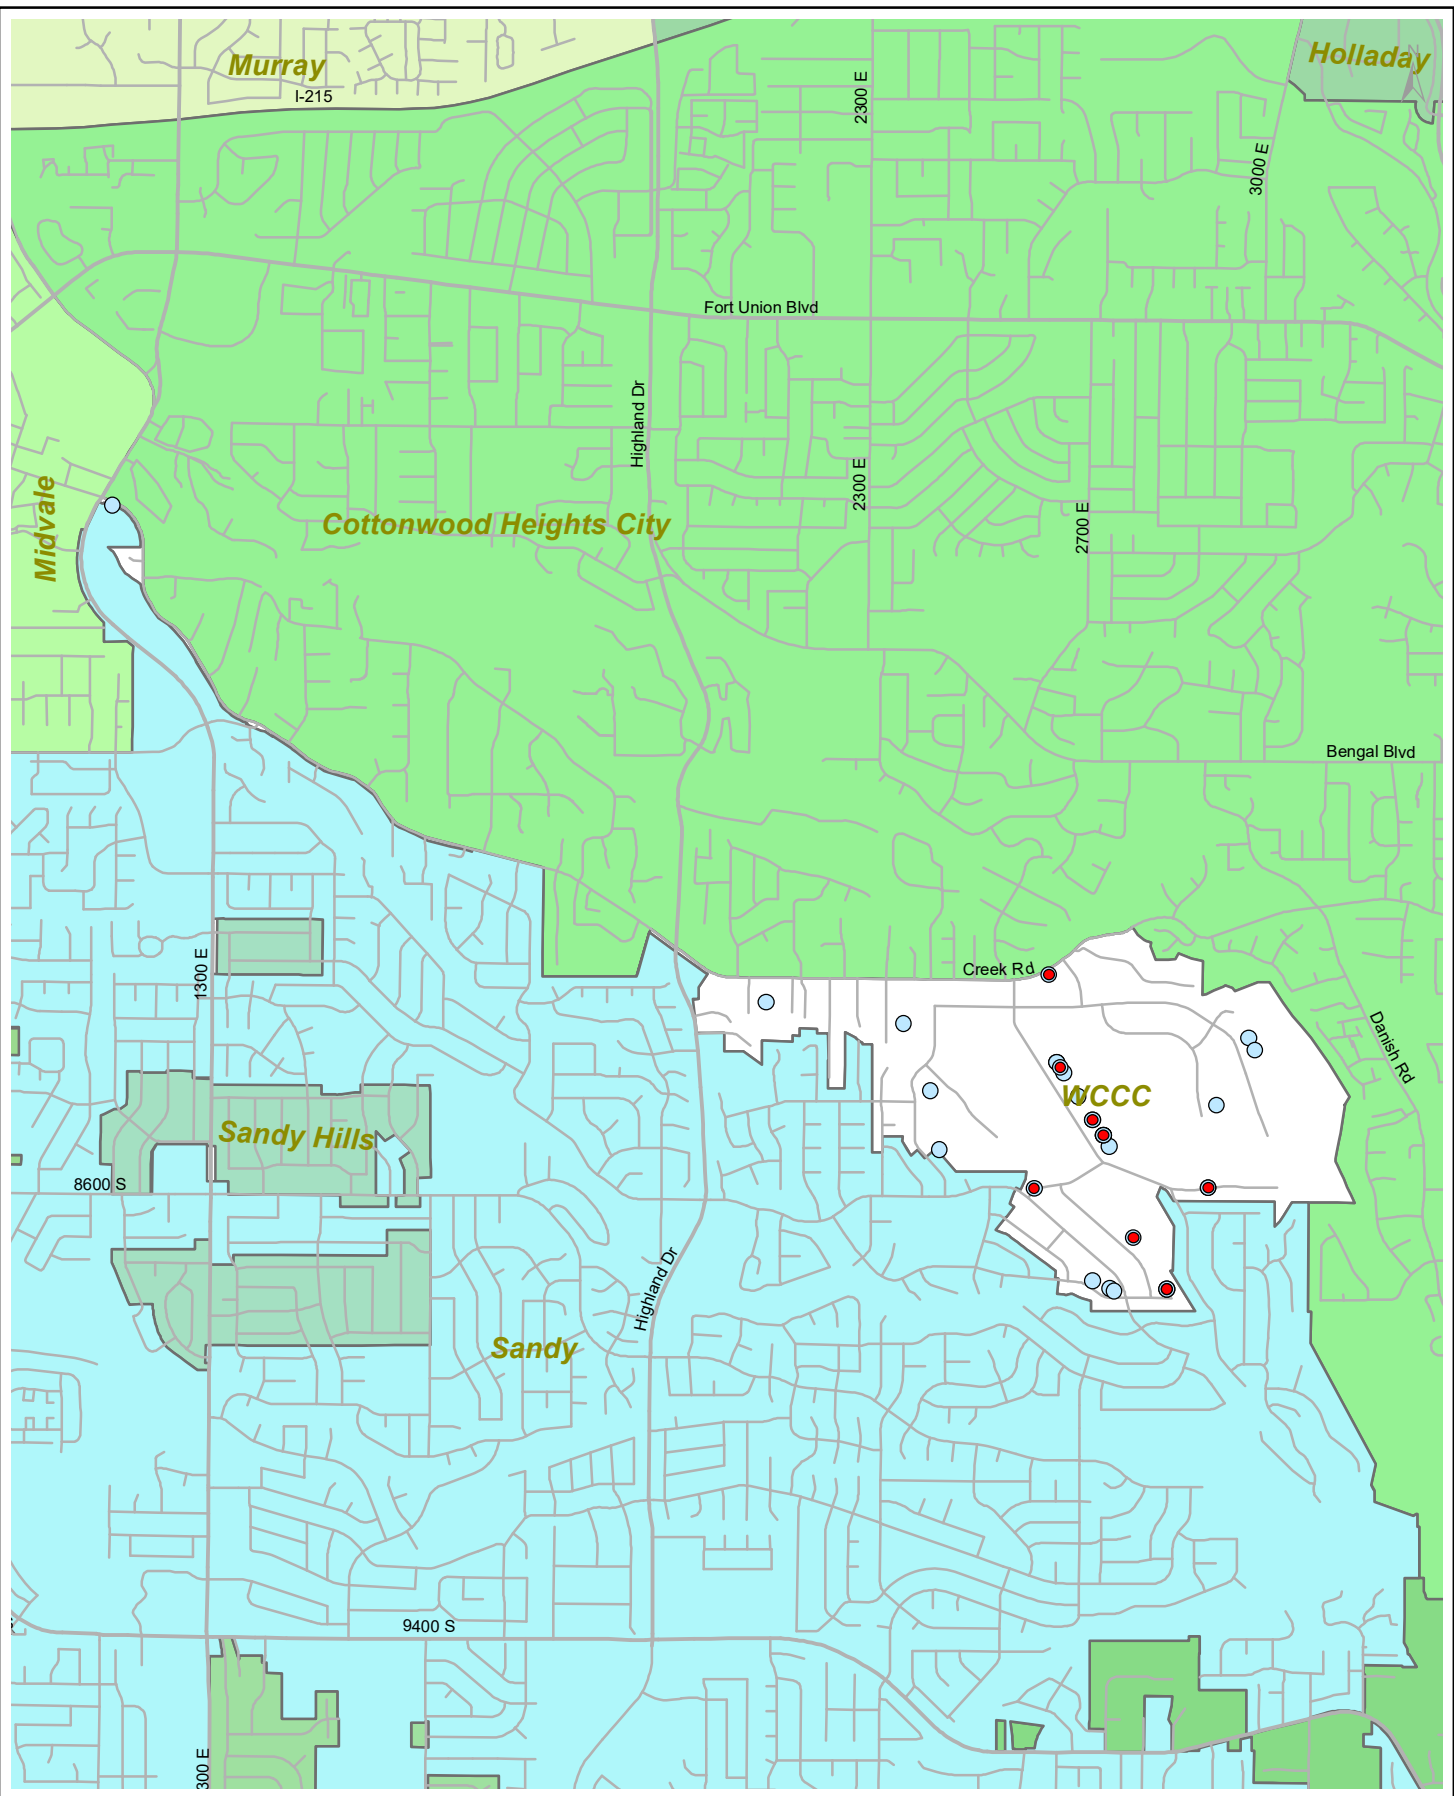 Murray
Holladay
I-215
2300 E
3000 E
Fort Union Blvd
Highland Dr
2300 E
Midvale
2700 E
Cottonwood Heights City
Bengal Blvd
1300 E
Creek Rd
Danish Rd
WCCC
Sandy Hills
8600 S
Highland Dr
Sandy
9400 S
300 E